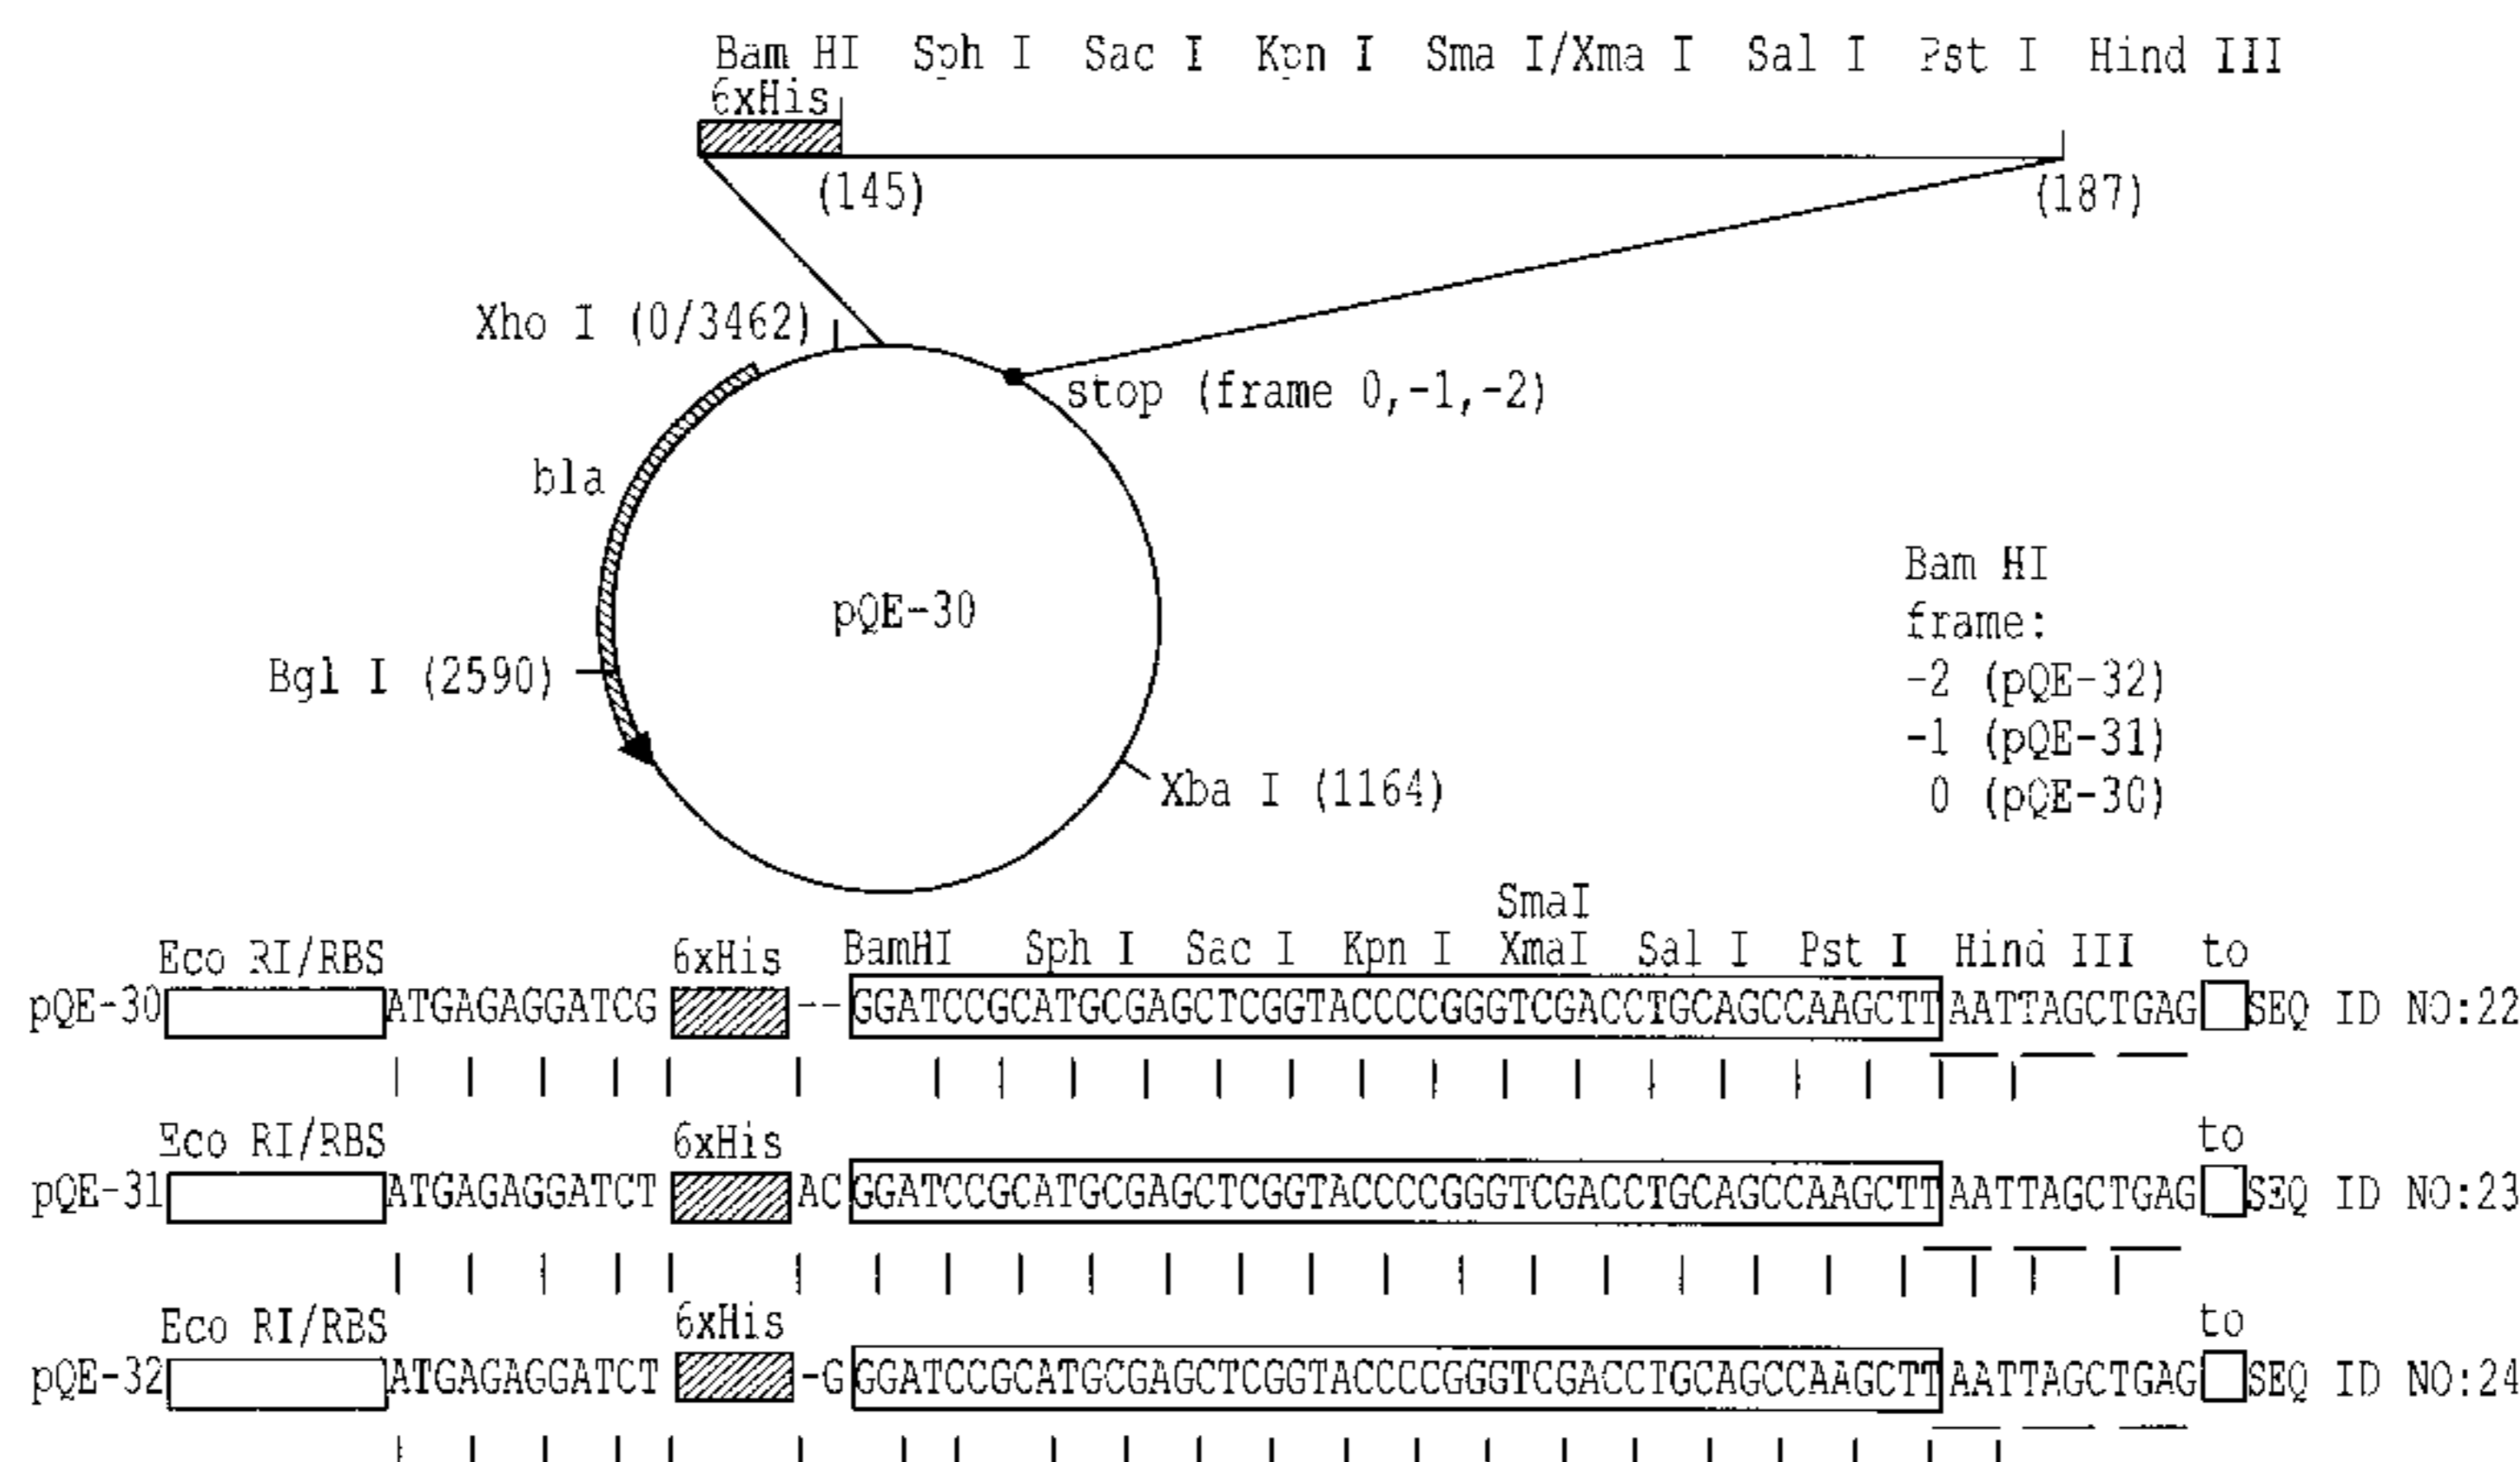 Bam HI Sph I Sac I Kpn I Sma I/Xma I Sal I Pst I Hind III
6xHis
(145)
(187)
Xho I (0/3462)
stop (frame 0,-1,-2)
bla
pQE-30
Bgl I (2590)
Xba I (1164)
Bam HI
frame:
-2 (pQE-32)
-1 (pQE-31)
0 (pQE-30)
SmaI
Eco RI/RBS 6xHis BamHI Sph I Sac I Kpn I XmaI Sal I Pst I Hind III to
pQE-30 ATGAGAGGATCG -- GGATCCGCATGCGAGCTCGGTACCCCGGGTCGACCTGCAGCCAAGCTT AATTAGCTGAG SEQ ID NO:22
Eco RI/RBS 6xHis to
pQE-31 ATGAGAGGATCT AC GGATCCGCATGCGAGCTCGGTACCCCGGGTCGACCTGCAGCCAAGCTT AATTAGCTGAG SEQ ID NO:23
Eco RI/RBS 6xHis to
pQE-32 ATGAGAGGATCT -G GGATCCGCATGCGAGCTCGGTACCCCGGGTCGACCTGCAGCCAAGCTT AATTAGCTGAG SEQ ID NO:24